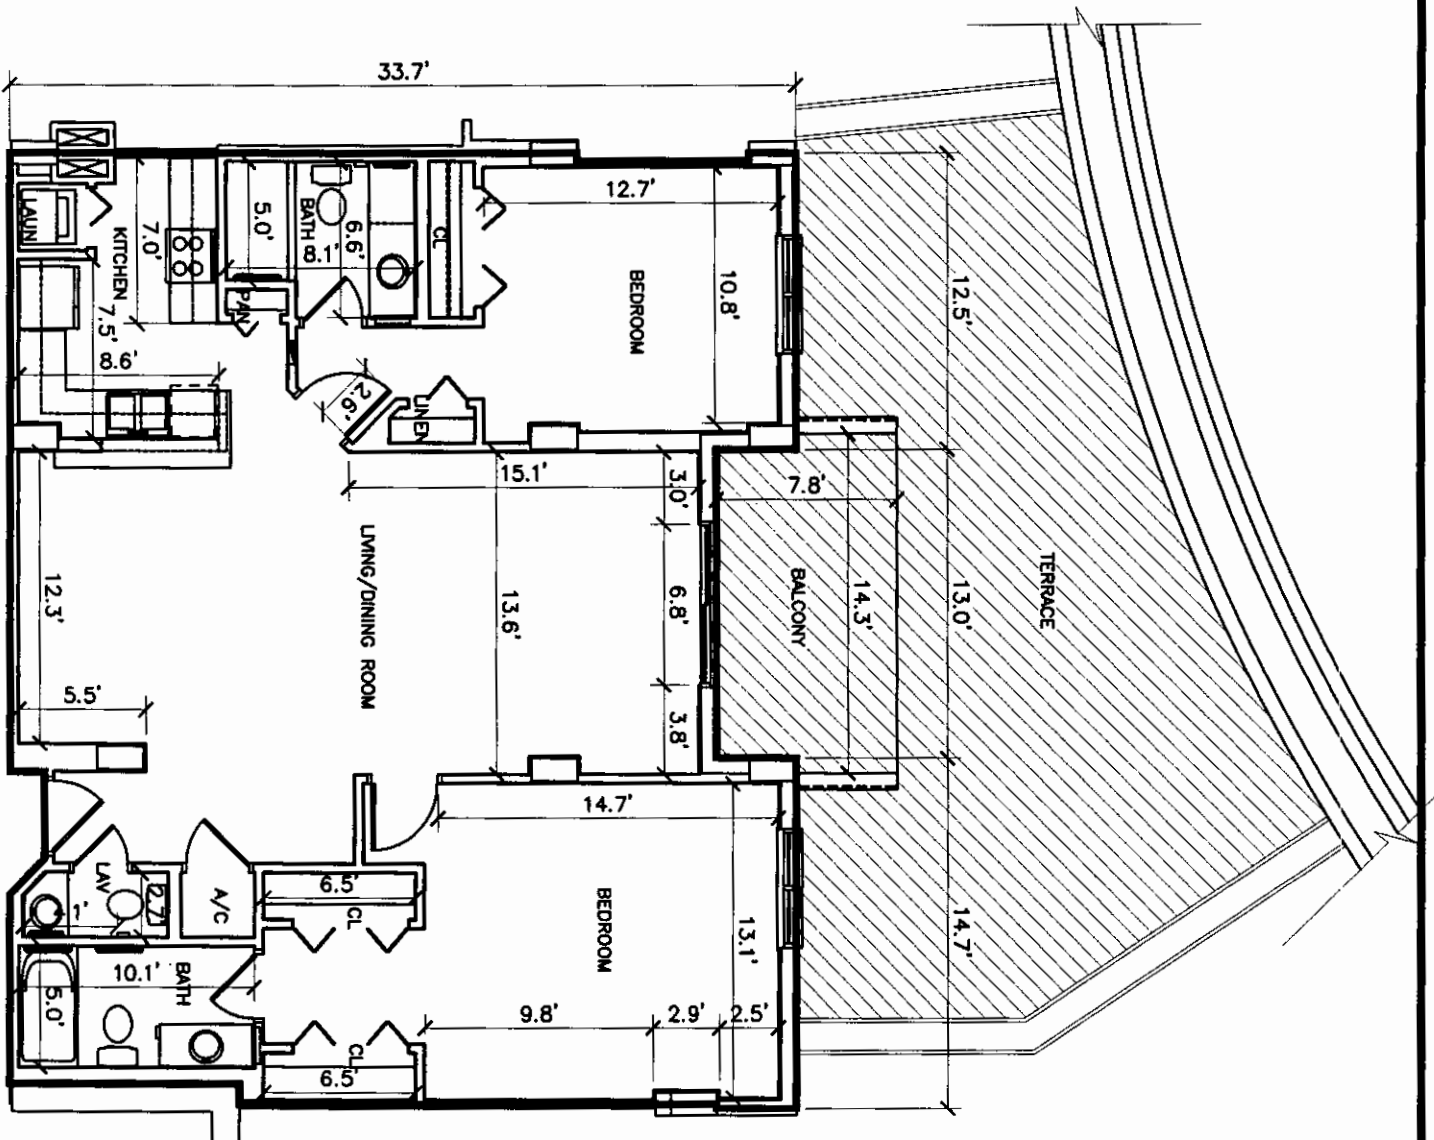 33.7'
12.7'
LAUN
KITCHEN
7.0'
5.0'
BATH
6.6'
8.1'
CL
BEDROOM
10.8'
12.5'
PAN
7.5'
8.6'
2.6'
LINEN
15.1'
3.0'
7.8'
LIVING/DINING ROOM
12.3'
13.6'
6.8'
BALCONY
14.3'
13.0'
TERRACE
5.5'
3.8'
14.7'
LAV
2.7
1'
A/C
6.5'
CL
BEDROOM
13.1'
14.7'
10.1'
BATH
5.0'
9.8'
2.9'
2.5'
CL
6.5'